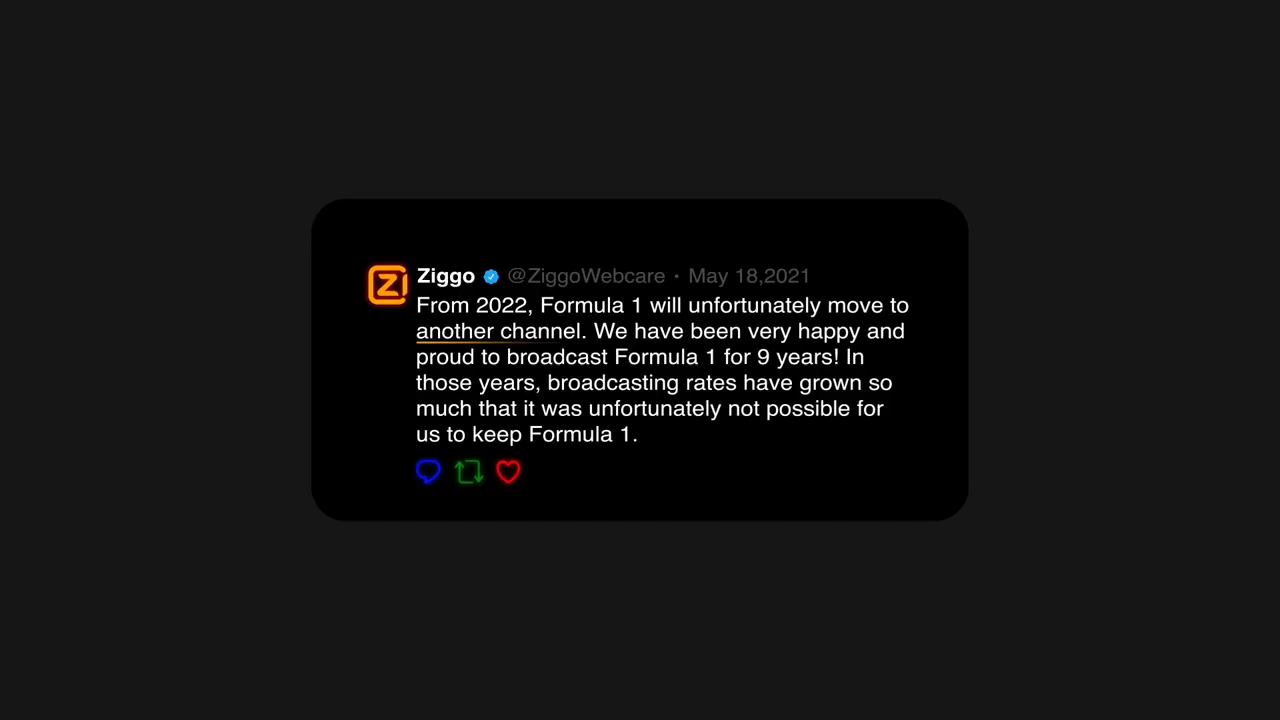 Ziggo @ZiggoWebcare · May 18,2021
From 2022, Formula 1 will unfortunately move to
another channel. We have been very happy and
proud to broadcast Formula 1 for 9 years! In
those years, broadcasting rates have grown so
much that it was unfortunately not possible for
us to keep Formula 1.